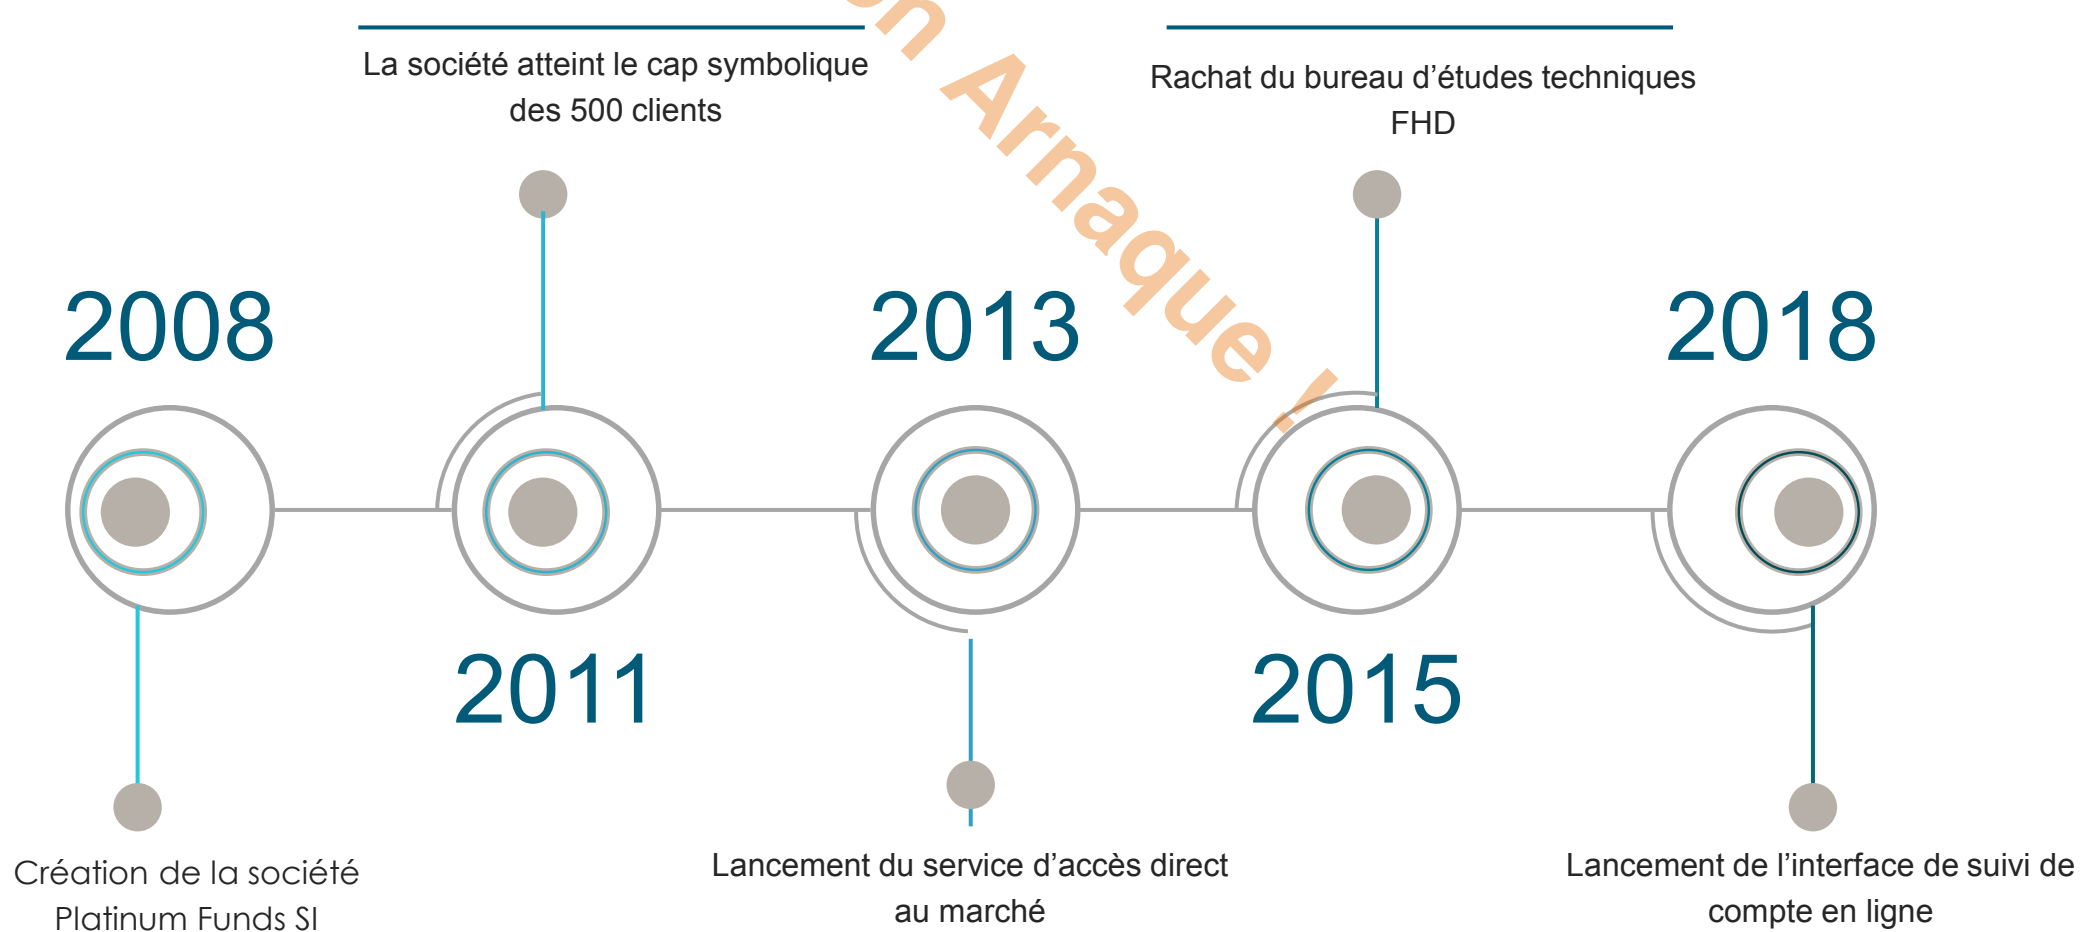 La société atteint le cap symbolique
des 500 clients
Rachat du bureau d’études techniques
FHD
2008
2013
2018
2011
2015
Création de la société
Platinum Funds SI
Lancement du service d’accès direct
au marché
Lancement de l’interface de suivi de
compte en ligne
Arnaque !